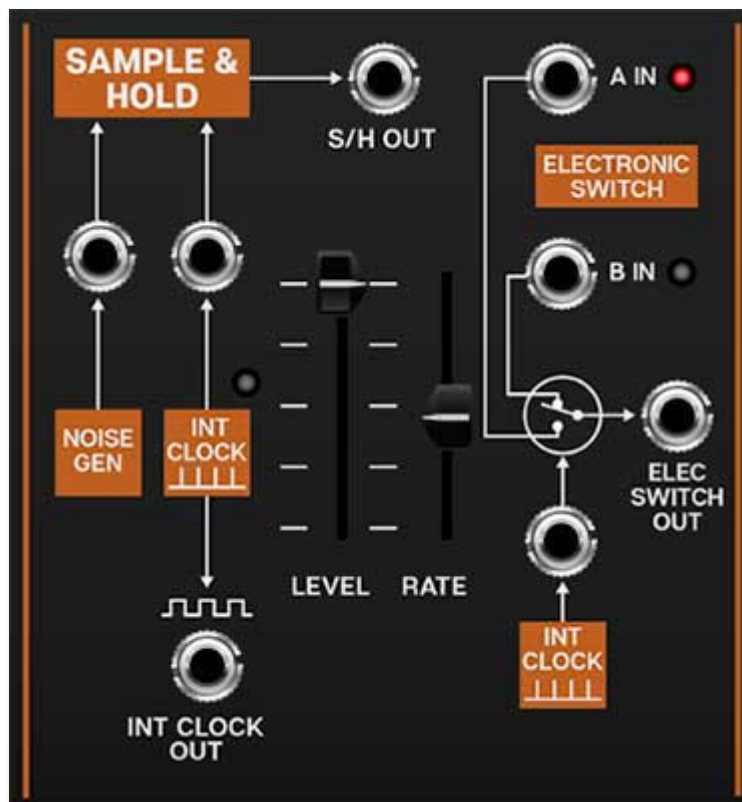 SAMPLE &
HOLD
S/H OUT
A IN
ELECTRONIC
SWITCH
B IN
NOISE
GEN
INT
CLOCK
LEVEL
RATE
ELEC
SWITCH
OUT
INT
CLOCK
INT CLOCK
OUT